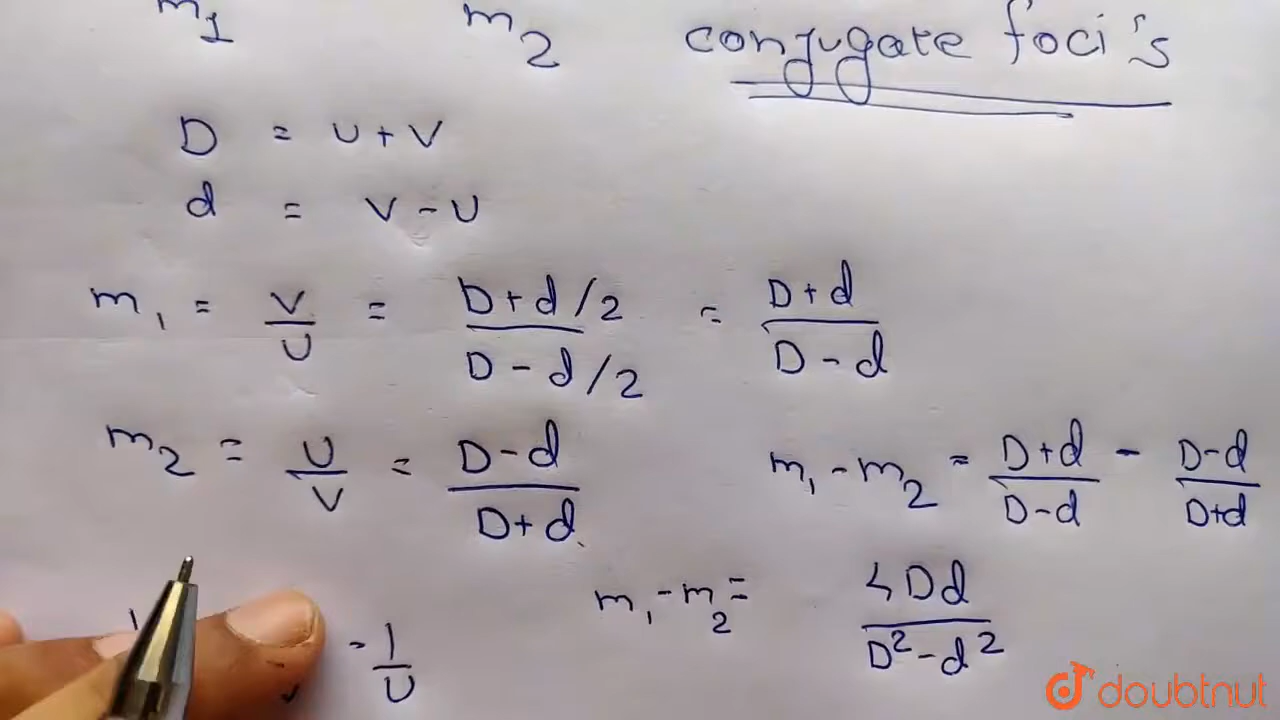 m1 m2 conjugate foci's
D = U + V
d = V - U
m1 = V/U = D+d/2 / D-d/2 = D+d / D-d
m2 = U/V = D-d / D+d
m1 - m2 = D+d / D-d - D-d / D+d
m1 - m2 = 4Dd / D² - d²
- 1/U
doubtnut